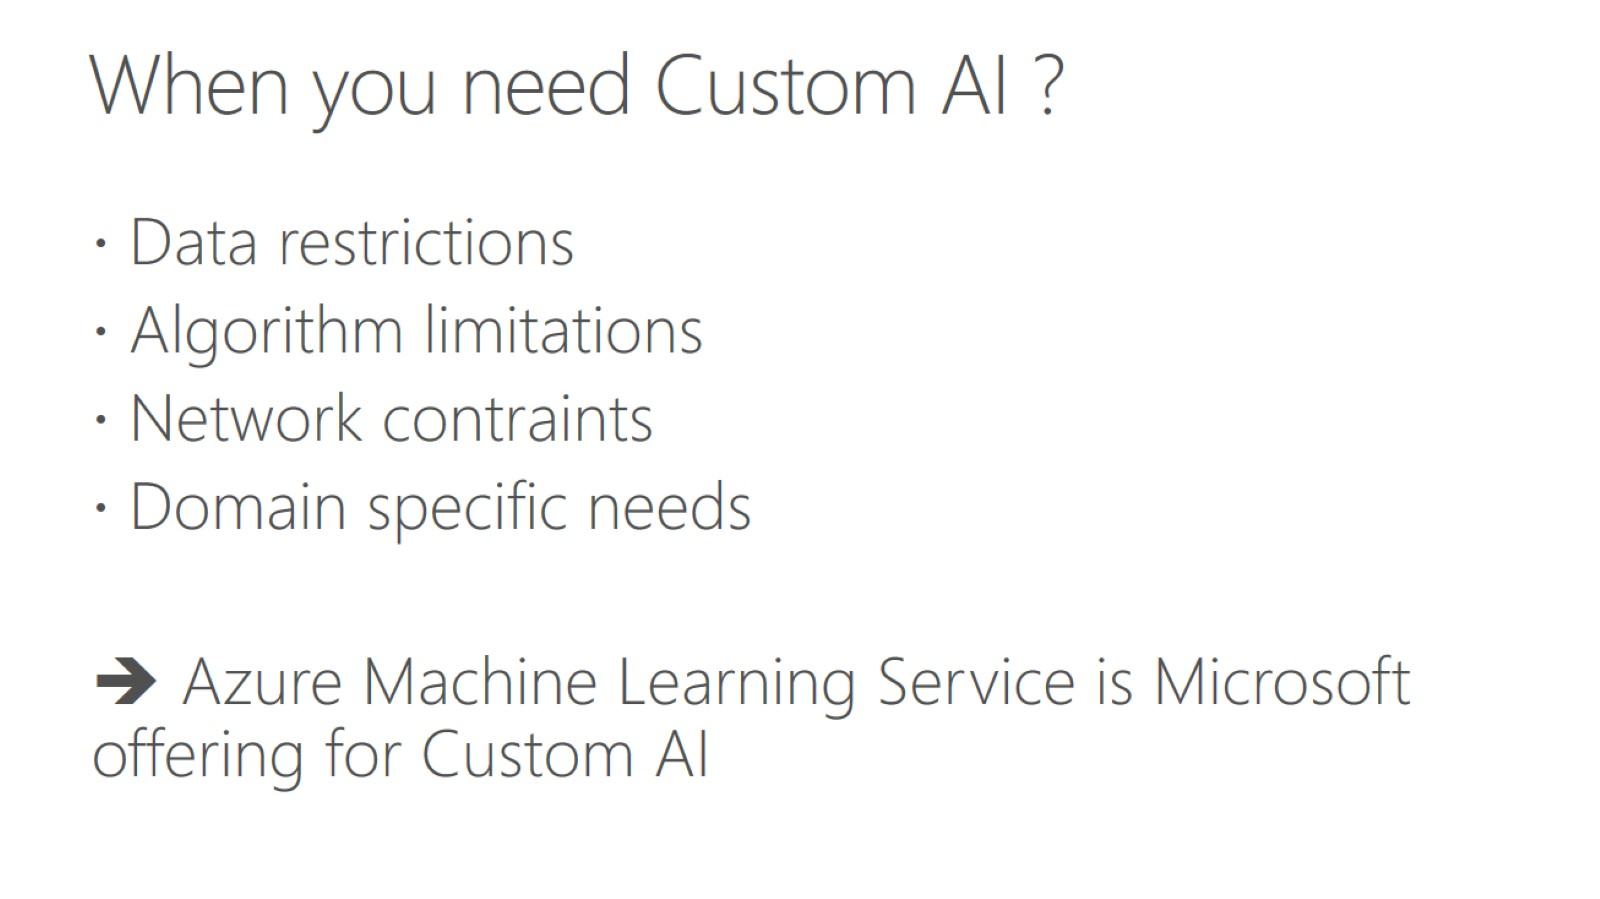 When you need Custom AI ?
· Data restrictions
· Algorithm limitations
· Network contraints
· Domain specific needs
➔ Azure Machine Learning Service is Microsoft
offering for Custom AI